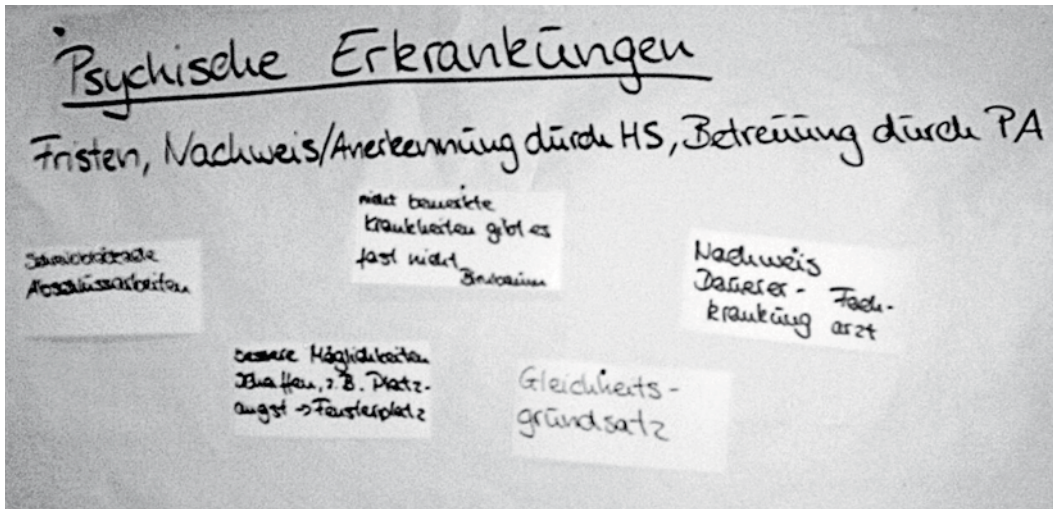 Psychische Erkrankungen
Fristen, Nachweis/Anerkennung durch HS, Betreuung durch PA
nicht bemerkte
Krankheiten gibt es
fast nicht
Abschlussarbeiten
Nachweis
Dauerer- Fach-
krankung arzt
bessere Möglichkeiten
schaffen, z.B. Platz-
angst -> Fensterplatz
Gleichheits-
grundsatz